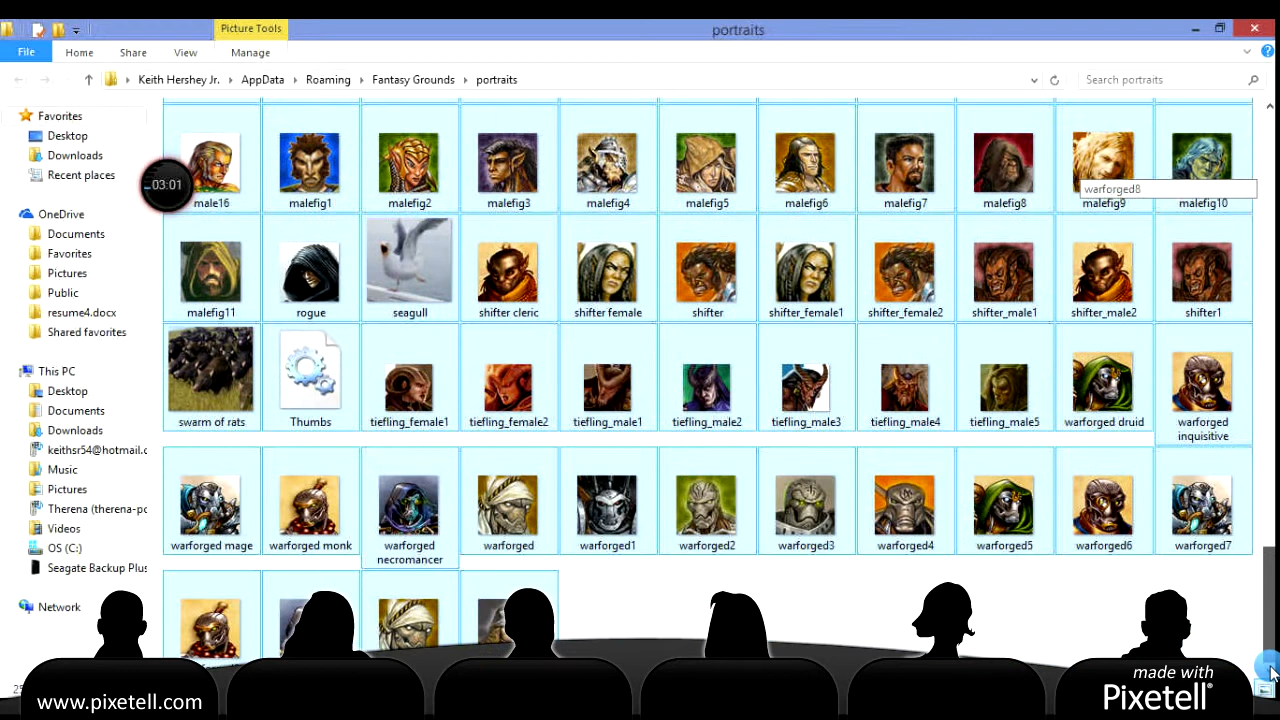 Picture Tools
portraits
File
Home
Share
View
Manage
Keith Hershey Jr.
AppData
Roaming
Fantasy Grounds
portraits
Search portraits
Favorites
Desktop
Downloads
Recent places
OneDrive
Documents
Favorites
Pictures
Public
resume4.docx
Shared favorites
This PC
Desktop
Documents
Downloads
keithsr54@hotmail.c
Music
Pictures
Therena (therena-pc
Videos
OS (C:)
Seagate Backup Plus
Network
03:01
male16
malefig1
malefig2
malefig3
malefig4
malefig5
malefig6
malefig7
malefig8
malefig9
malefig10
warforged8
malefig11
rogue
seagull
shifter cleric
shifter female
shifter
shifter_female1
shifter_female2
shifter_male1
shifter_male2
shifter1
swarm of rats
Thumbs
tiefling_female1
tiefling_female2
tiefling_male1
tiefling_male2
tiefling_male3
tiefling_male4
tiefling_male5
warforged druid
warforged
inquisitive
warforged mage
warforged monk
warforged
necromancer
warforged
warforged1
warforged2
warforged3
warforged4
warforged5
warforged6
warforged7
www.pixetell.com
made with
Pixetell®